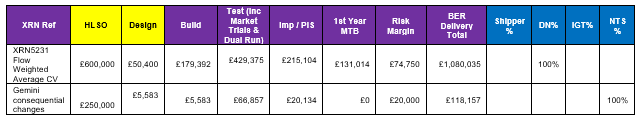 XRN Ref HL SO Design Build Test (Inc Market Trials & Dual Run) Imp / PIS 1st Year MTB Risk Margin BER Delivery Total Shipper % DN% IGT% NTS %
XRN5231 Flow Weighted Average CV £600,000 £50,400 £179,392 £429,375 £215,104 £131,014 £74,750 £1,080,035 100%
Gemini consequential changes £250,000 £5,583 £5,583 £66,857 £20,134 £0 £20,000 £118,157 100%